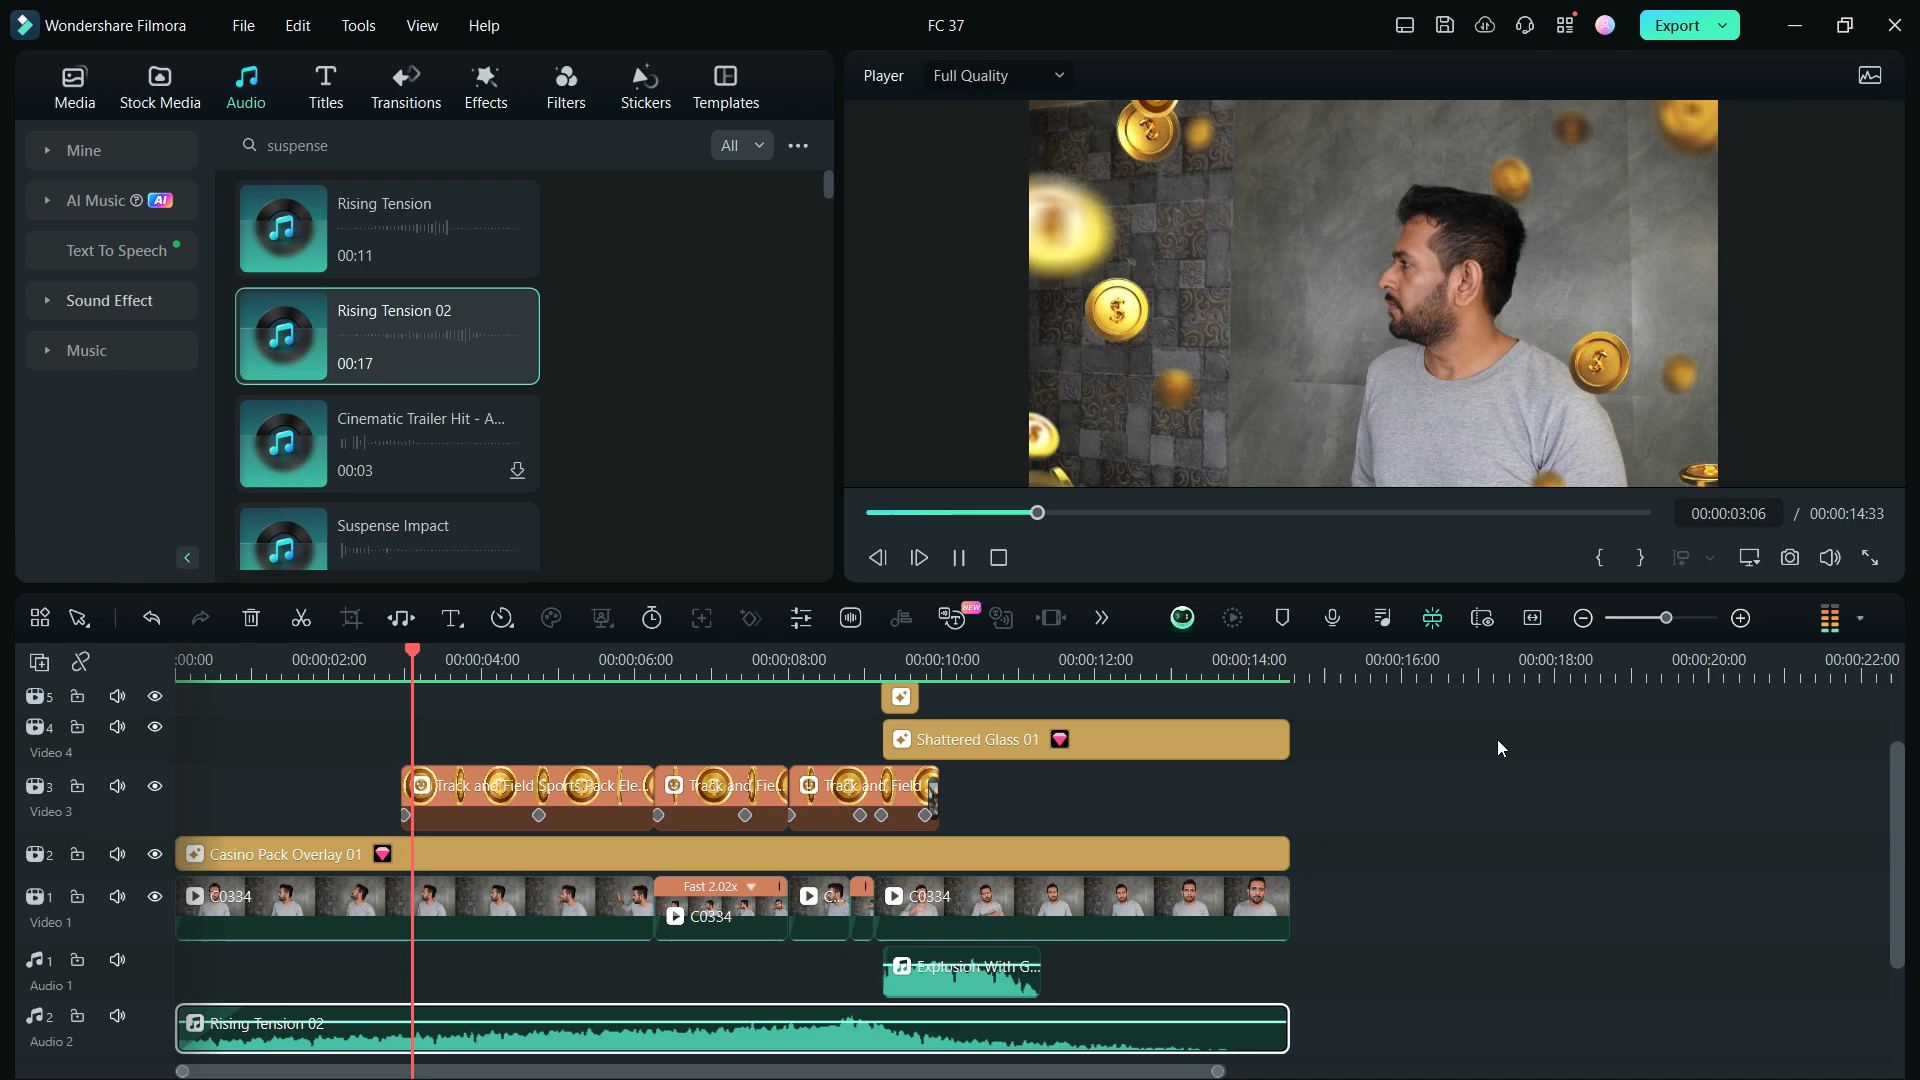 Wondershare Filmora
File
Edit
Tools
View
Help
FC 37
Export
Media
Stock Media
Audio
Titles
Transitions
Effects
Filters
Stickers
Templates
Player
Full Quality
Mine
AI Music
AI
Text To Speech
Sound Effect
Music
suspense
All
Rising Tension
00:11
Rising Tension 02
00:17
Cinematic Trailer Hit - A...
00:03
Suspense Impact
00:00:03:06 / 00:00:14:33
NEW
:00:00
00:00:02:00
00:00:04:00
00:00:06:00
00:00:08:00
00:00:10:00
00:00:12:00
00:00:14:00
00:00:16:00
00:00:18:00
00:00:20:00
00:00:22:00
5
4
Video 4
Shattered Glass 01
3
Video 3
Track and Field Sports Pack Ele...
Track and Fiel...
Track and Field
2
Casino Pack Overlay 01
1
Video 1
C0334
Fast 2.02x
C0334
C...
C0334
1
Audio 1
Explosion With G...
2
Audio 2
Rising Tension 02